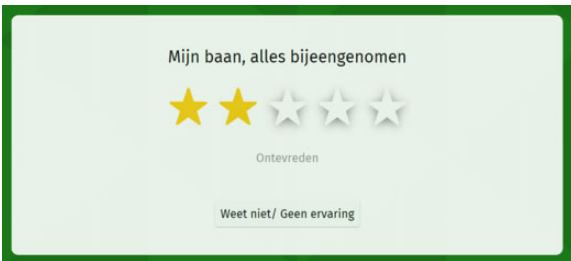 Mijn baan, alles bijeengenomen
Ontevreden
Weet niet/ Geen ervaring